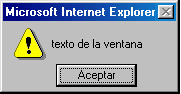 Microsoft Internet Explorer
texto de la ventana
Aceptar